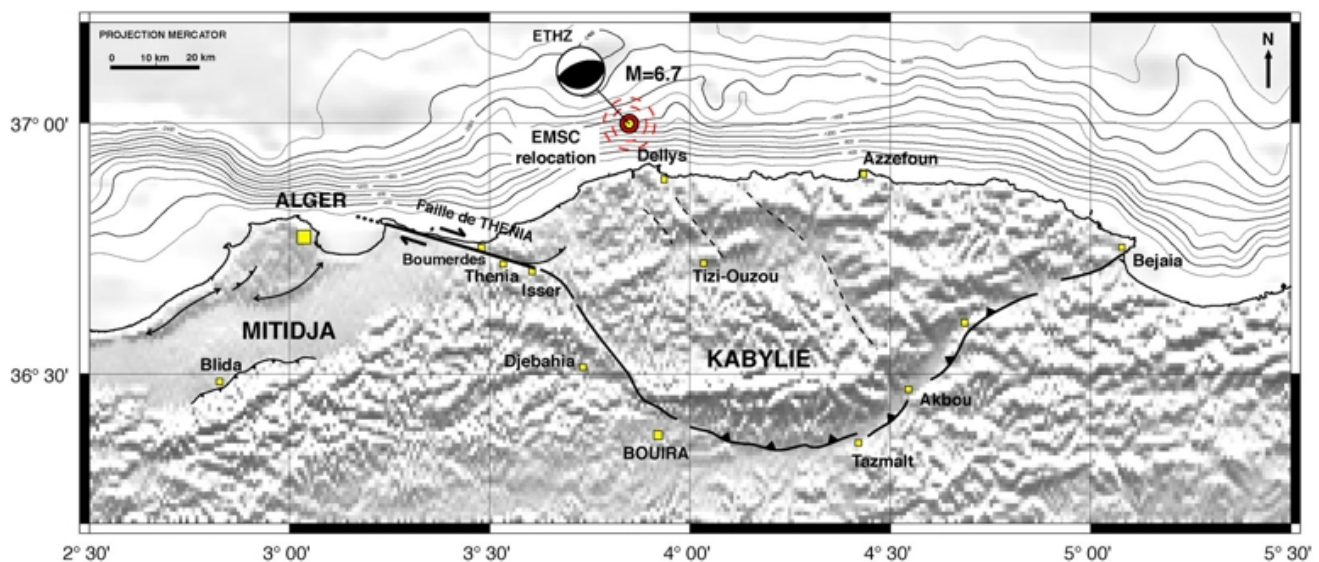 PROJECTION MERCATOR
0 10 km 20 km
ETHZ
M=6.7
N
37° 00'
EMSC
relocation
Dellys
Azzefoun
ALGER
Faille de THENIA
Boumerdes
Thenia
Isser
Tizi-Ouzou
Bejaia
MITIDJA
Blida
Djebahia
KABYLIE
36° 30'
Akbou
BOUIRA
Tazmalt
2° 30' 3° 00' 3° 30' 4° 00' 4° 30' 5° 00' 5° 30'